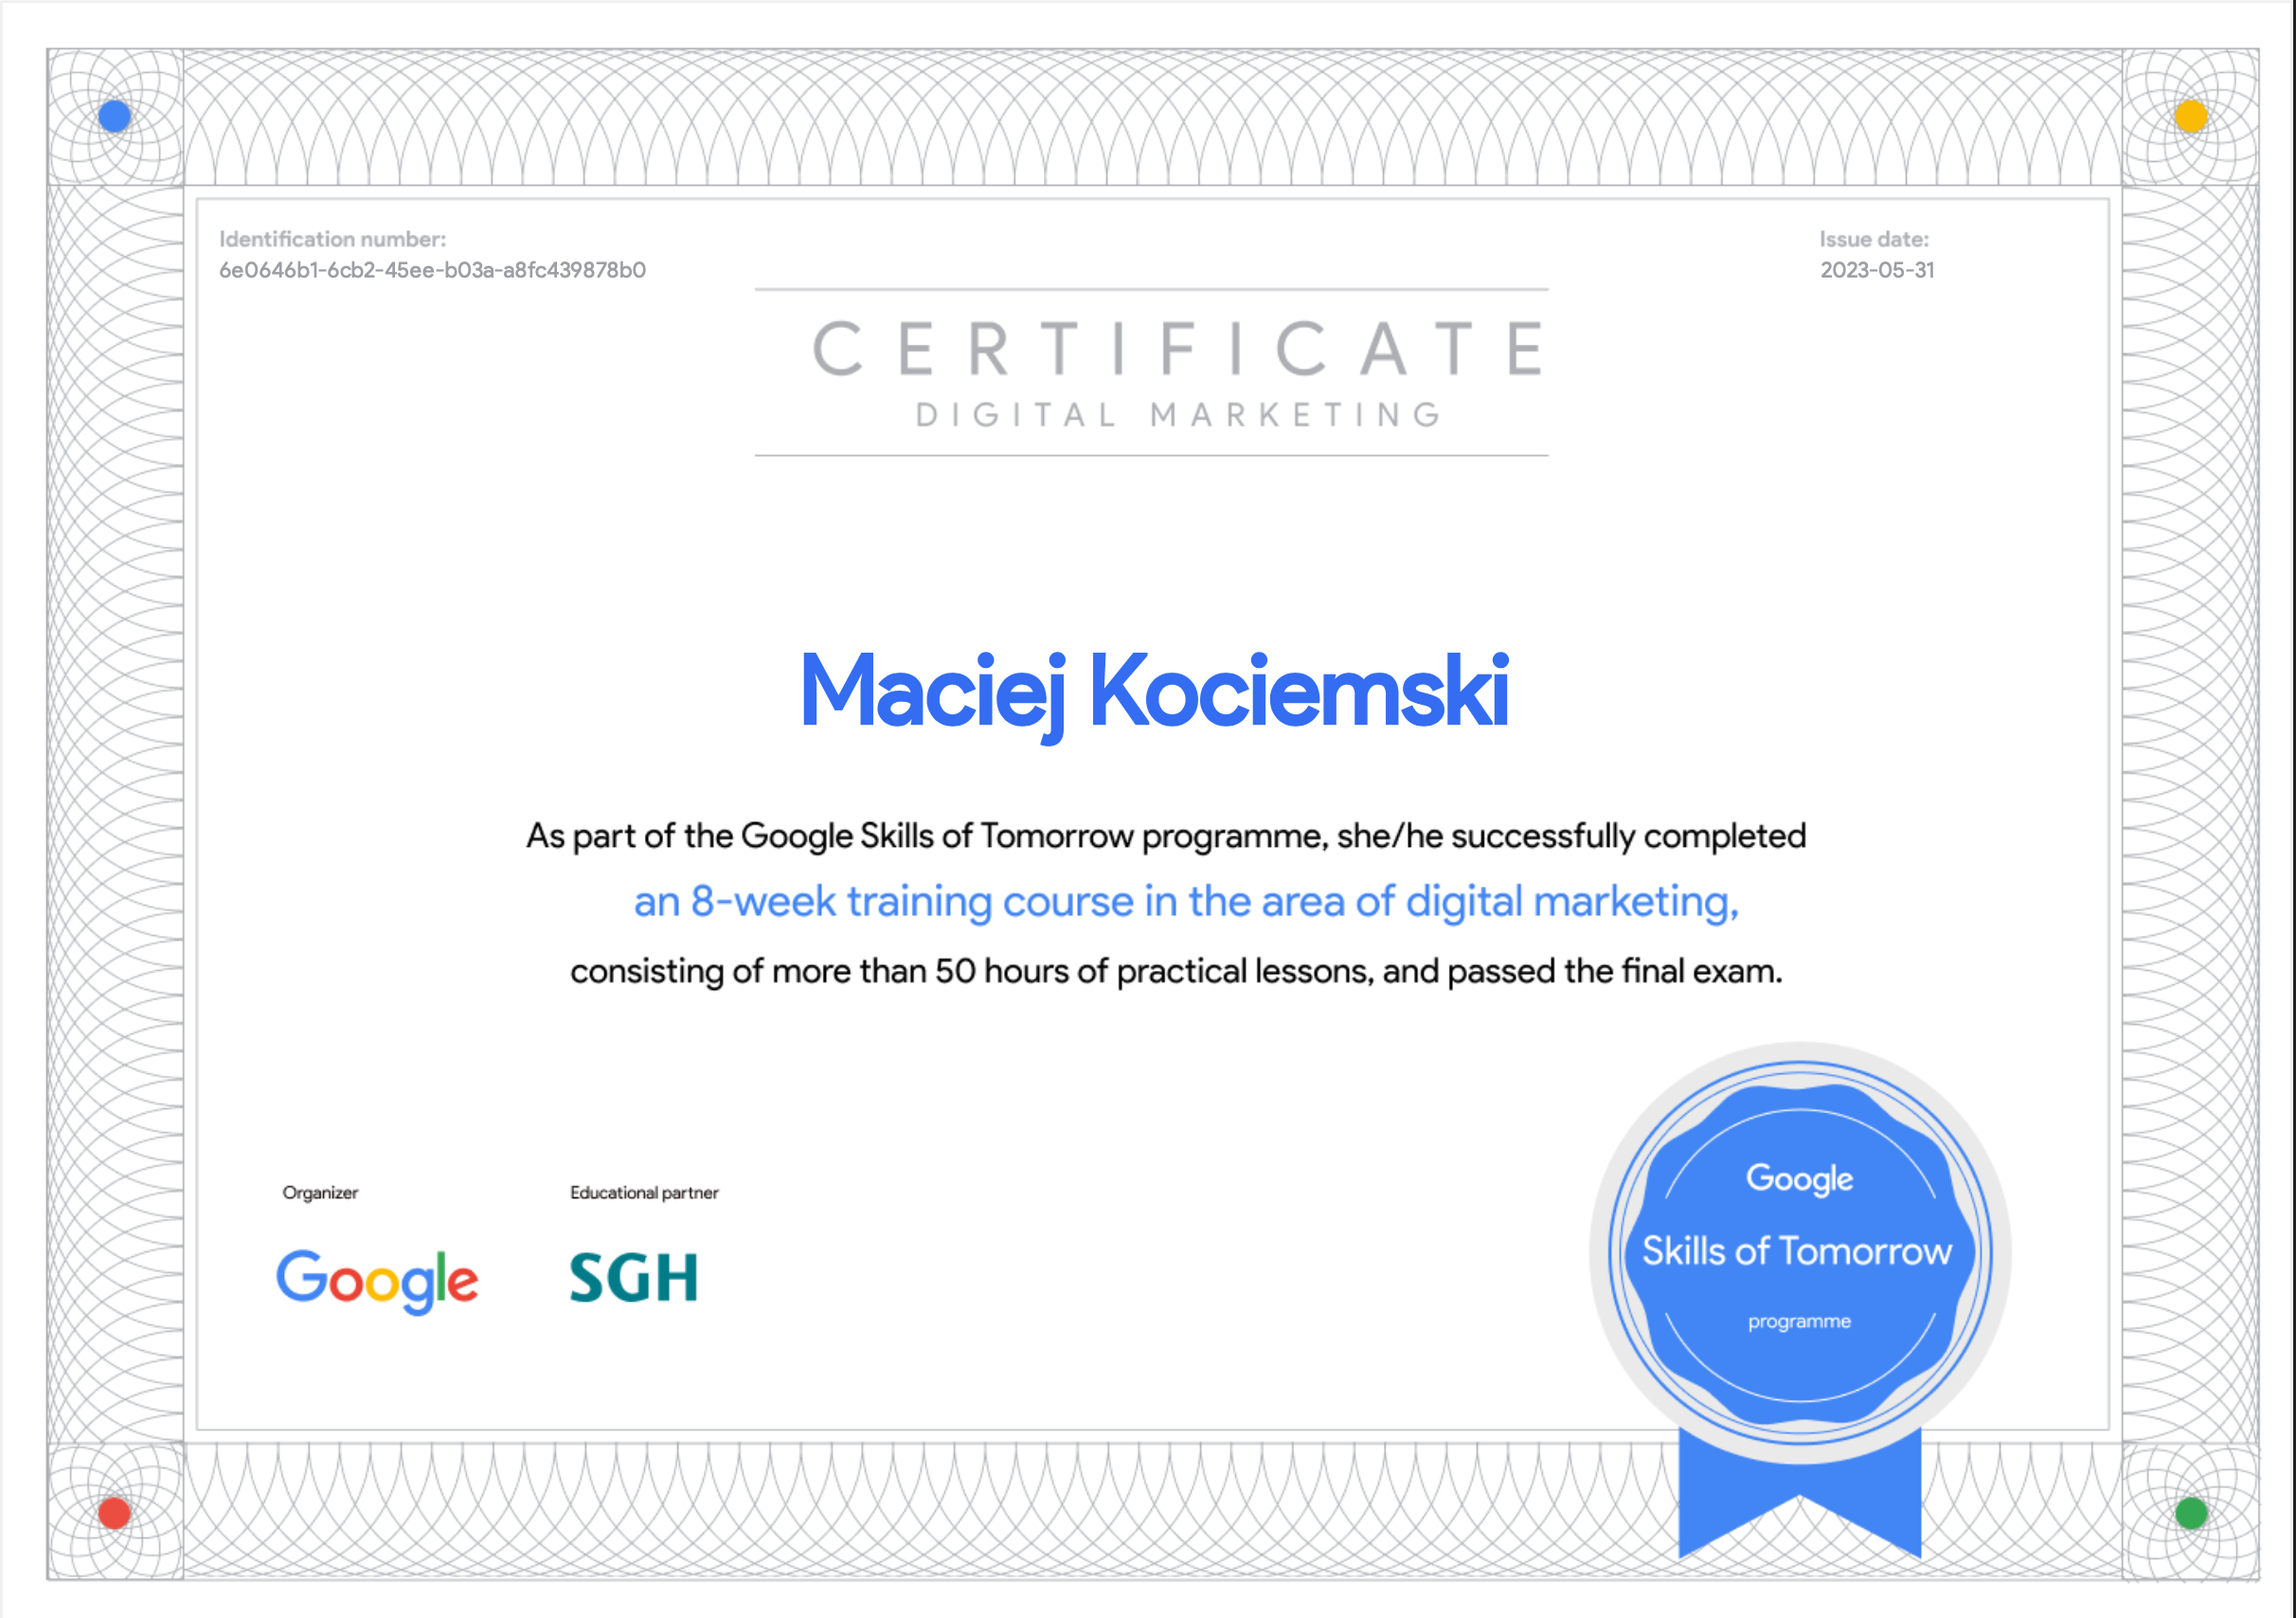 Identification number:
6e0646b1-6cb2-45ee-b03a-a8fc439878b0
Issue date:
2023-05-31
CERTIFICATE
DIGITAL MARKETING
Maciej Kociemski
As part of the Google Skills of Tomorrow programme, she/he successfully completed
an 8-week training course in the area of digital marketing,
consisting of more than 50 hours of practical lessons, and passed the final exam.
Organizer
Educational partner
Google
SGH
Google
Skills of Tomorrow
programme